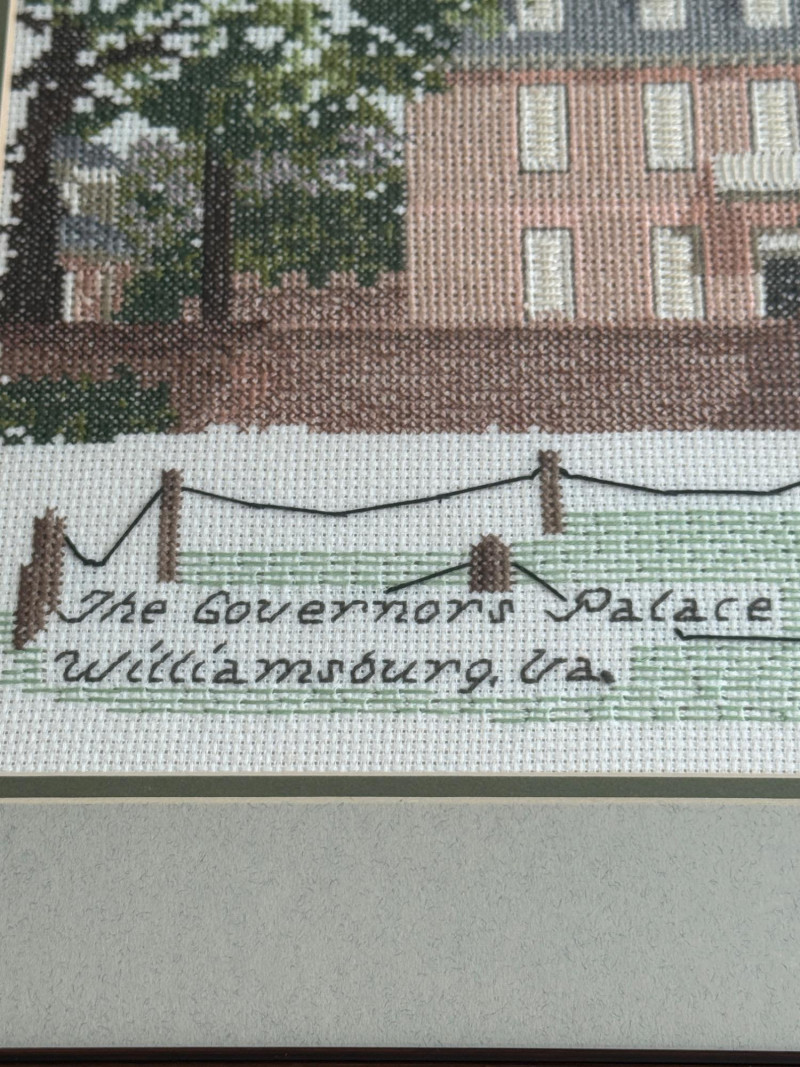 The Governors Palace
Williamsburg, Va.